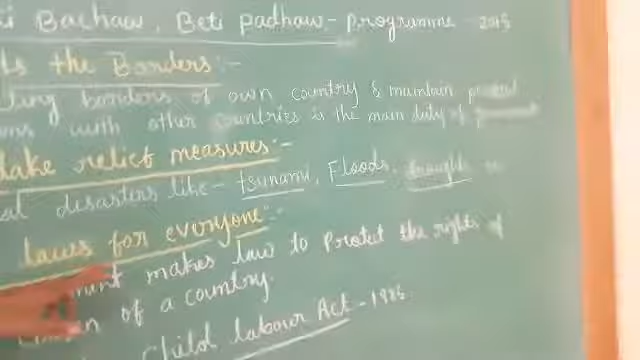 Bachaw, Beti padhaw - programme - 2015
the Borders :-
borders of own country & maintain
with other countries is the main duty of
take relief measures :-
disasters like - tsunami, Floods,
laws for everyone :-
makes law to Protect the rights of
of a country.
Child labour Act - 1986